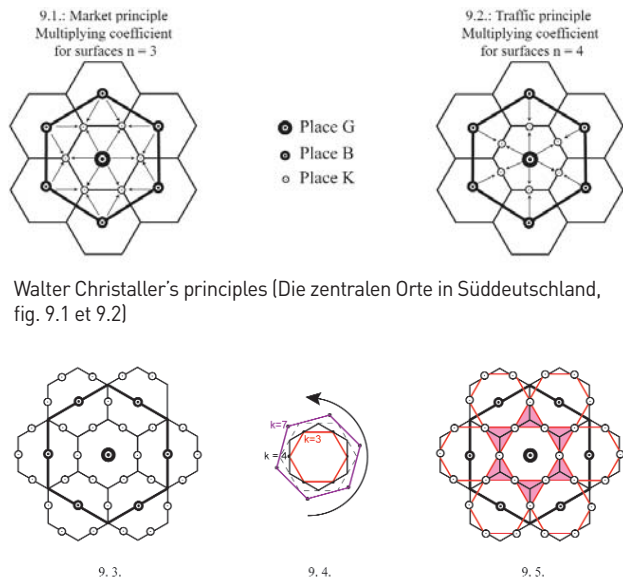 9.1.: Market principle
Multiplying coefficient
for surfaces n = 3
9.2.: Traffic principle
Multiplying coefficient
for surfaces n = 4
Place G
Place B
Place K
Walter Christaller's principles (Die zentralen Orte in Süddeutschland,
fig. 9.1 et 9.2)
k=7
k=3
k = 4
9. 3.
9. 4.
9. 5.